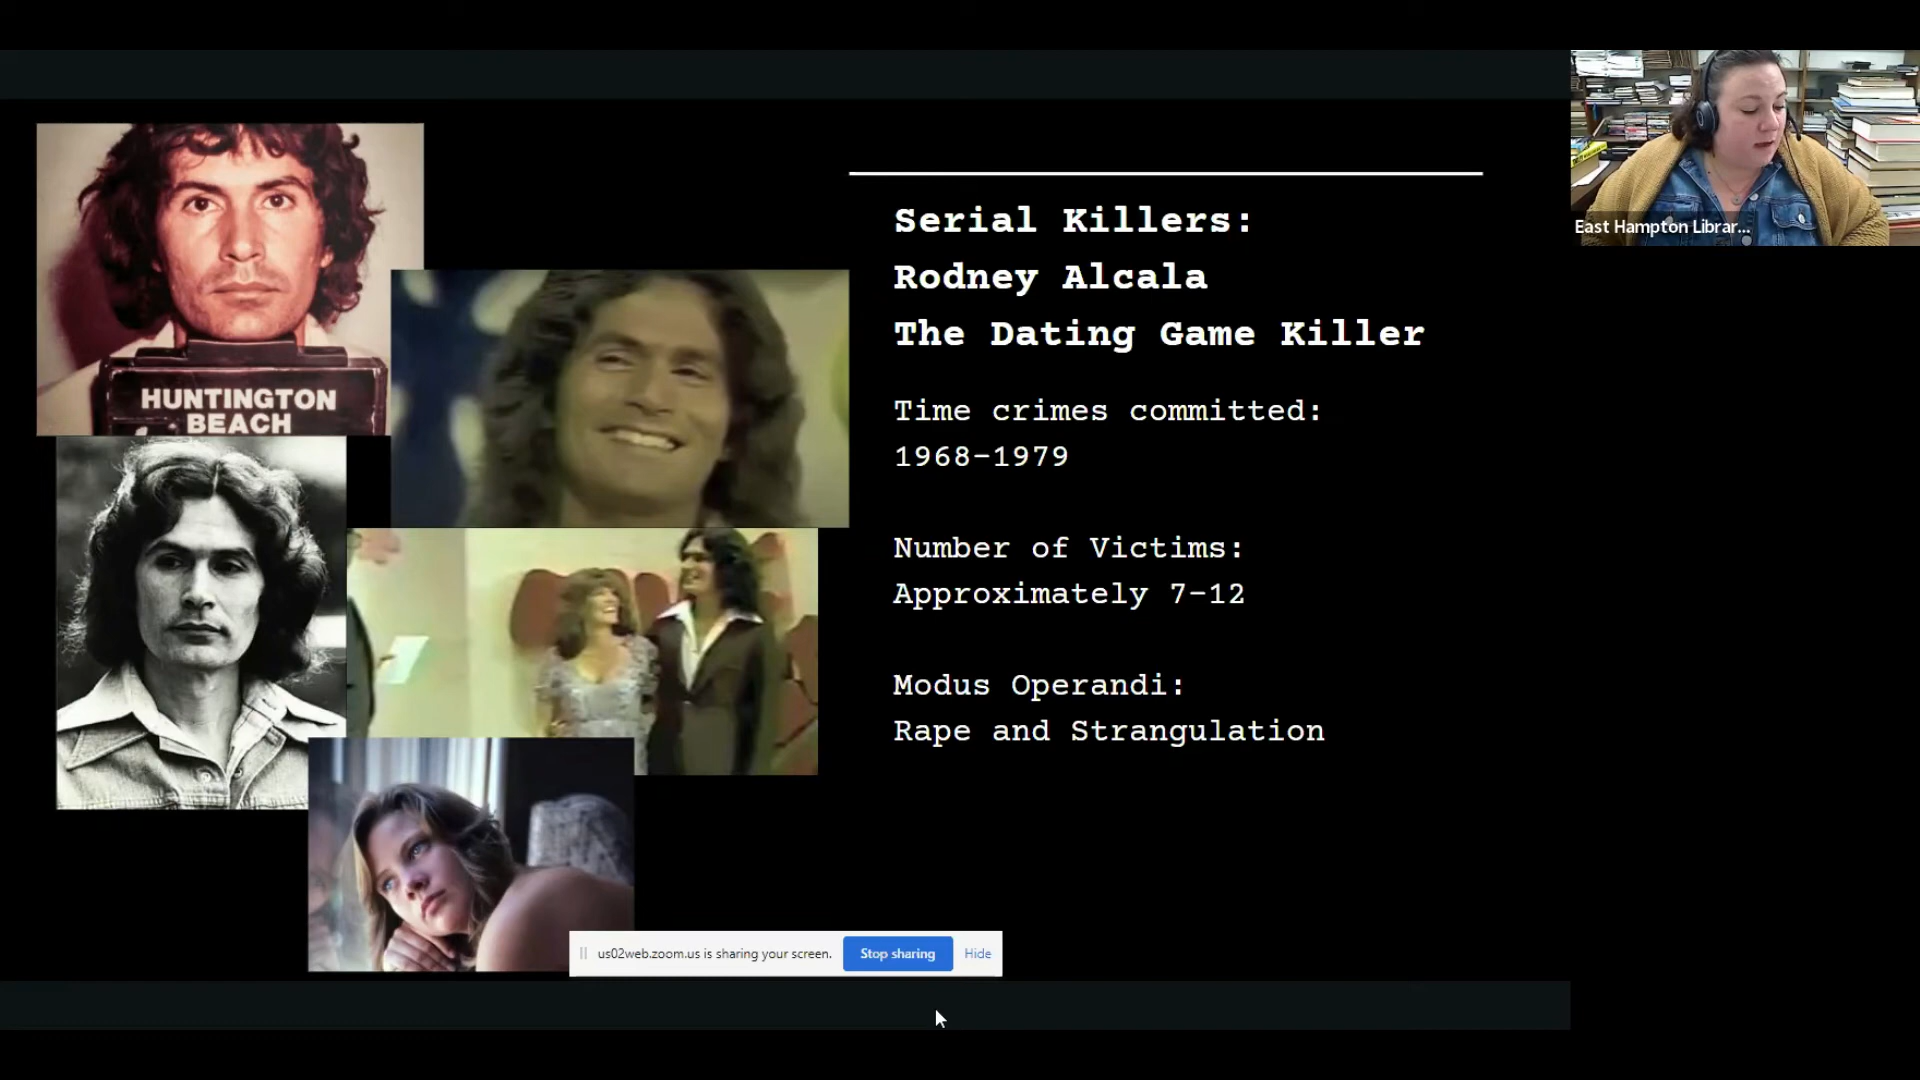 East Hampton Librar...
HUNTINGTON
BEACH
Serial Killers:
Rodney Alcala
The Dating Game Killer
Time crimes committed:
1968-1979
Number of Victims:
Approximately 7-12
Modus Operandi:
Rape and Strangulation
us02web.zoom.us is sharing your screen.
Stop sharing
Hide